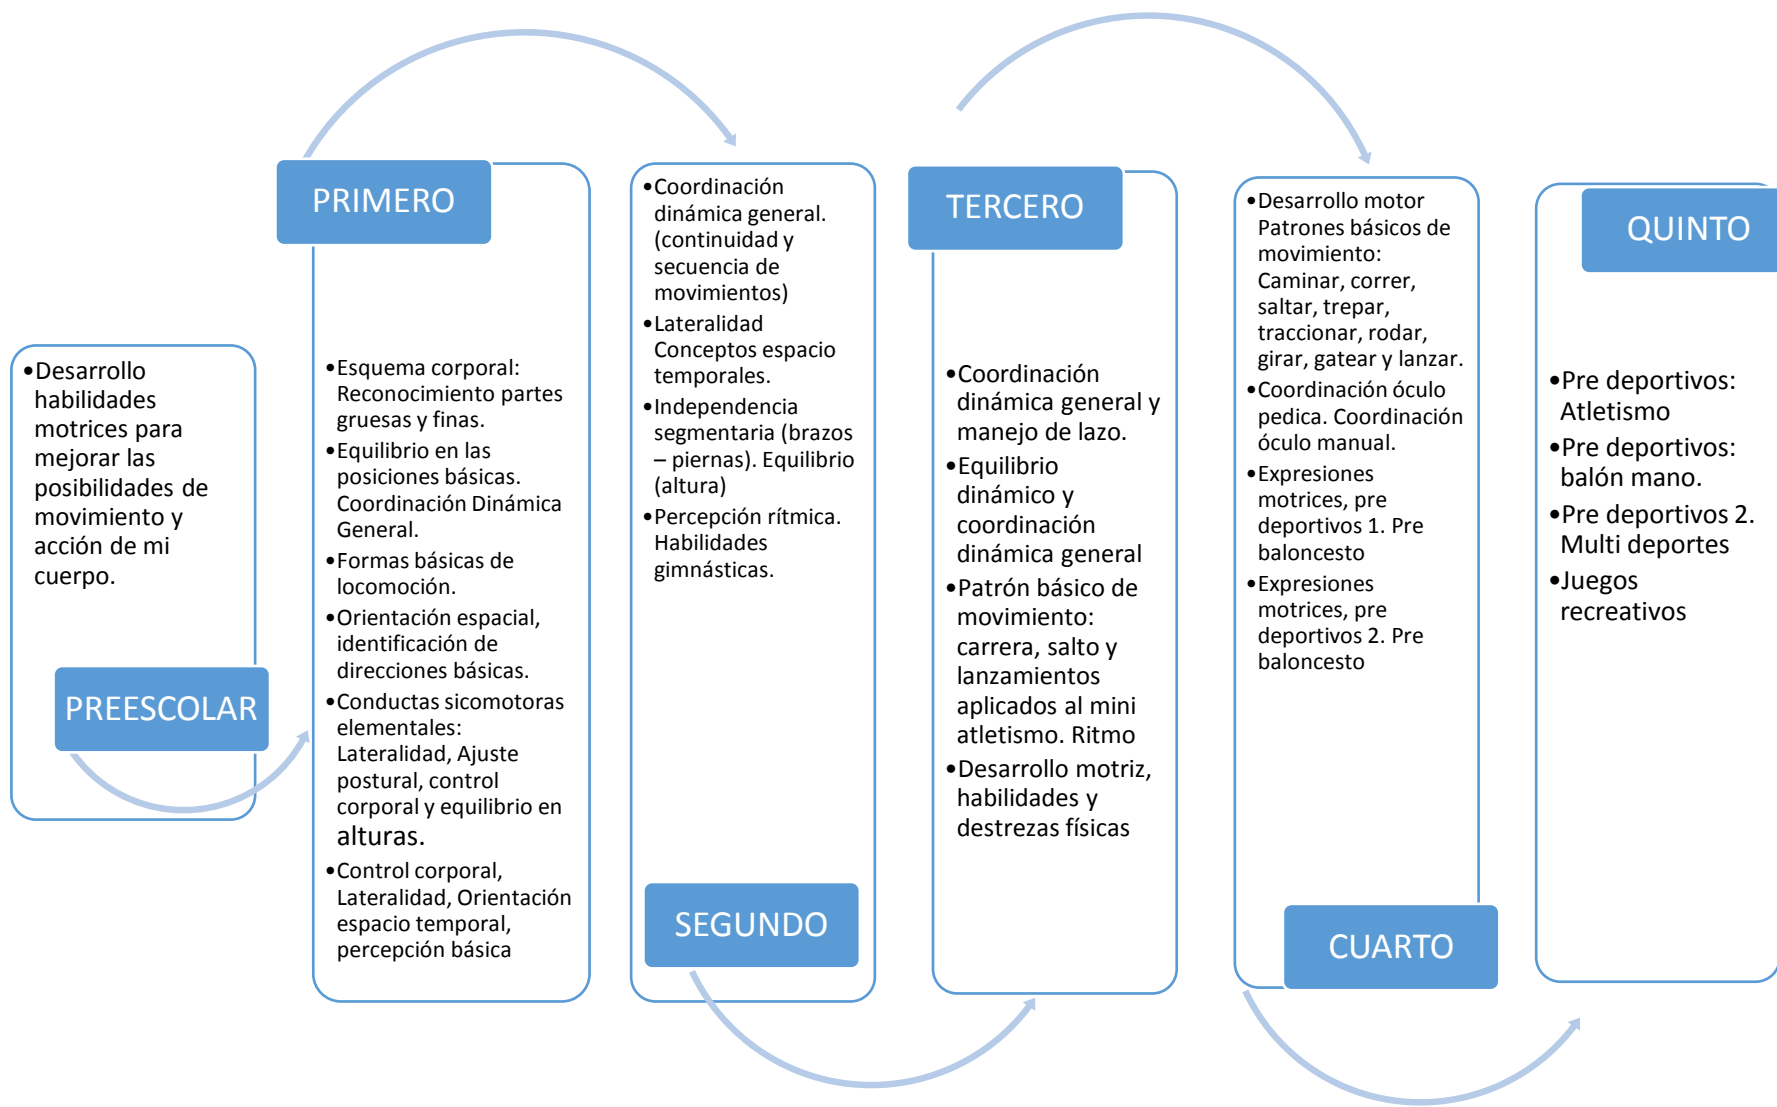 •Desarrollo
habilidades
motrices para
mejorar las
posibilidades de
movimiento y
acción de mi
cuerpo.
PREESCOLAR
PRIMERO
•Esquema corporal:
Reconocimiento partes
gruesas y finas.
•Equilibrio en las
posiciones básicas.
Coordinación Dinámica
General.
•Formas básicas de
locomoción.
•Orientación espacial,
identificación de
direcciones básicas.
•Conductas sicomotoras
elementales:
Lateralidad, Ajuste
postural, control
corporal y equilibrio en
alturas.
•Control corporal,
Lateralidad, Orientación
espacio temporal,
percepción básica
•Coordinación
dinámica general.
(continuidad y
secuencia de
movimientos)
•Lateralidad
Conceptos espacio
temporales.
•Independencia
segmentaria (brazos
– piernas). Equilibrio
(altura)
•Percepción rítmica.
Habilidades
gimnásticas.
SEGUNDO
TERCERO
•Coordinación
dinámica general y
manejo de lazo.
•Equilibrio
dinámico y
coordinación
dinámica general
•Patrón básico de
movimiento:
carrera, salto y
lanzamientos
aplicados al mini
atletismo. Ritmo
•Desarrollo motriz,
habilidades y
destrezas físicas
•Desarrollo motor
Patrones básicos de
movimiento:
Caminar, correr,
saltar, trepar,
traccionar, rodar,
girar, gatear y lanzar.
•Coordinación óculo
pedica. Coordinación
óculo manual.
•Expresiones
motrices, pre
deportivos 1. Pre
baloncesto
•Expresiones
motrices, pre
deportivos 2. Pre
baloncesto
CUARTO
QUINTO
•Pre deportivos:
Atletismo
•Pre deportivos:
balón mano.
•Pre deportivos 2.
Multi deportes
•Juegos
recreativos